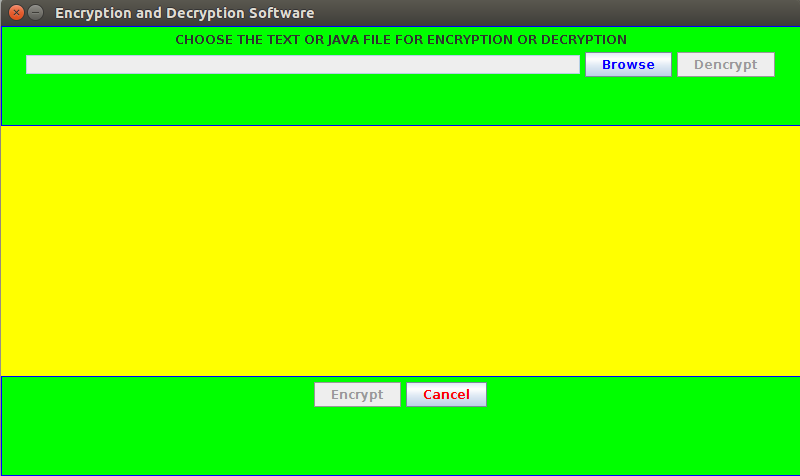 Encryption and Decryption Software
CHOOSE THE TEXT OR JAVA FILE FOR ENCRYPTION OR DECRYPTION
Browse Dencrypt
Encrypt Cancel